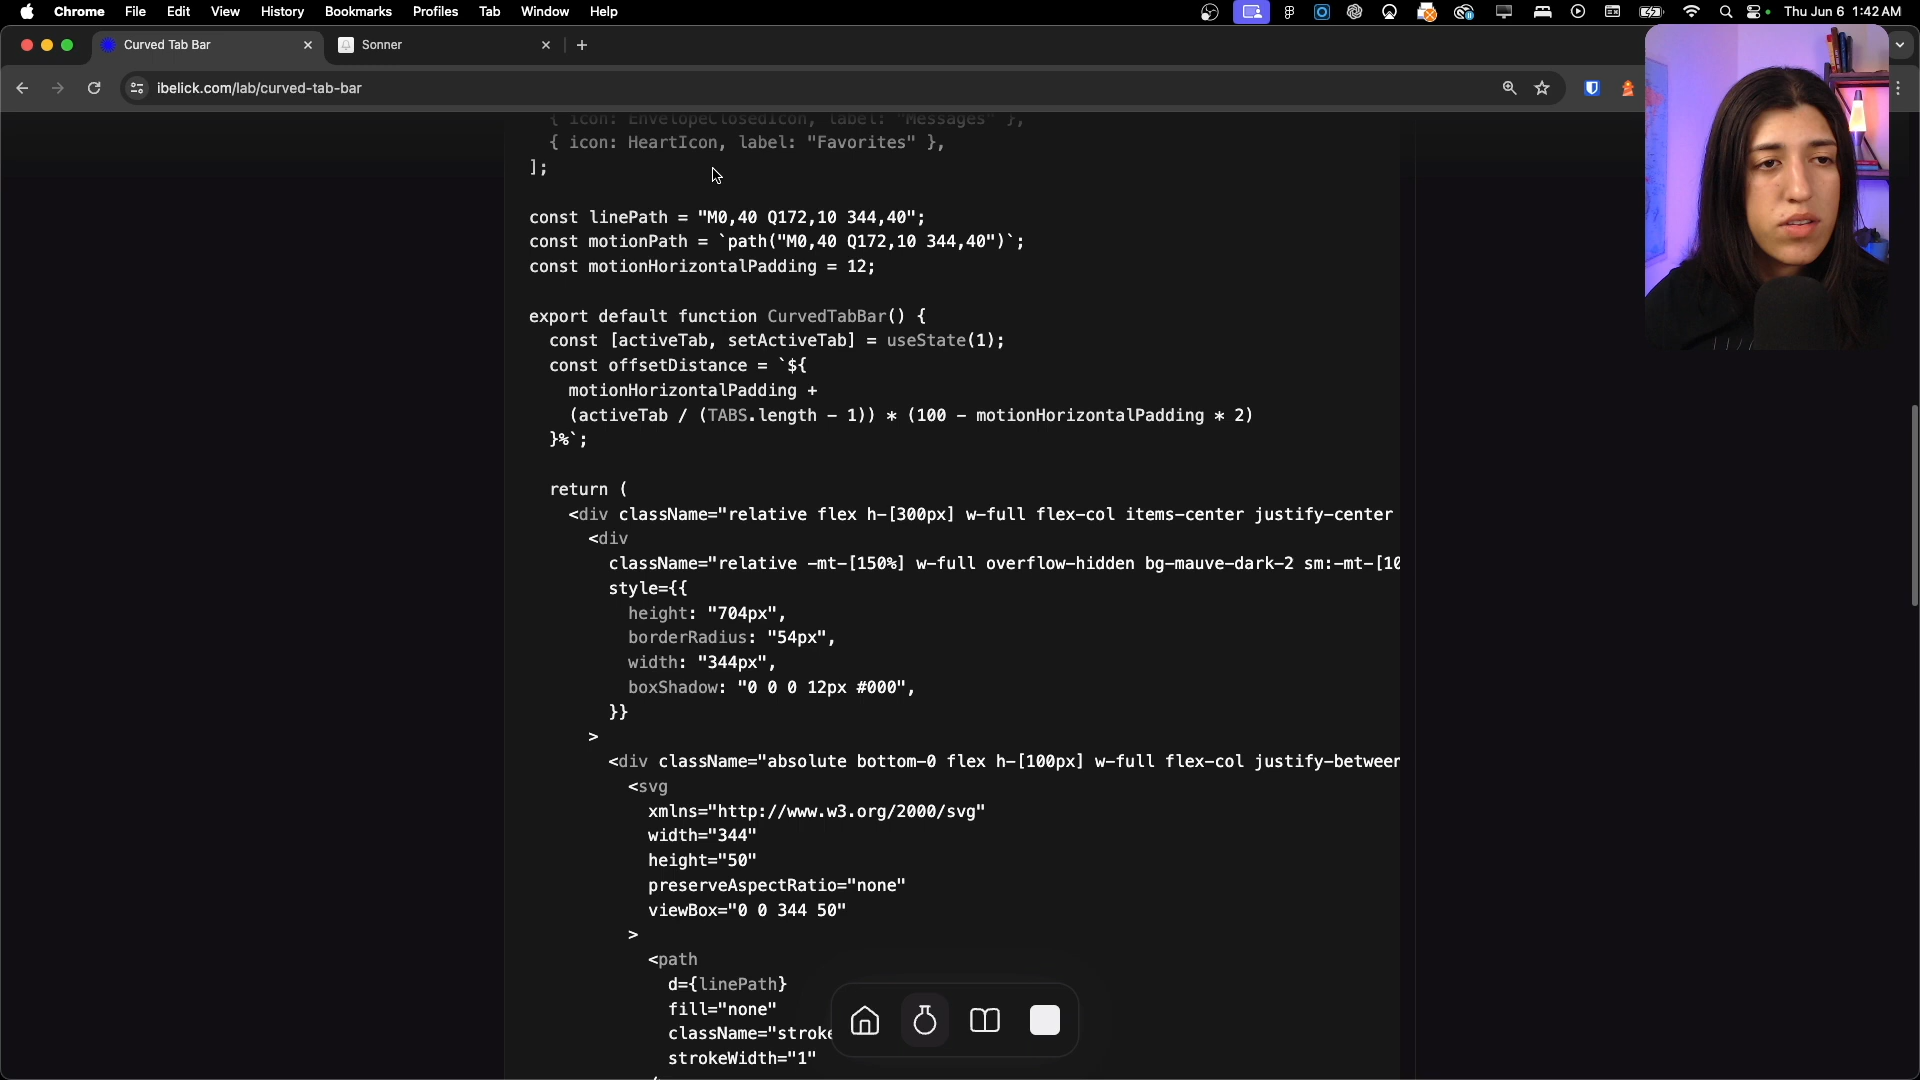 Chrome File Edit View History Bookmarks Profiles Tab Window Help Thu Jun 6 1:42 AM
Curved Tab Bar Sonner
ibelick.com/lab/curved-tab-bar
{ icon: EnvelopeClosedIcon, label: "Messages" },
{ icon: HeartIcon, label: "Favorites" },
];
const linePath = "M0,40 Q172,10 344,40";
const motionPath = `path("M0,40 Q172,10 344,40")`;
const motionHorizontalPadding = 12;
export default function CurvedTabBar() {
const [activeTab, setActiveTab] = useState(1);
const offsetDistance = `${
motionHorizontalPadding +
(activeTab / (TABS.length - 1)) * (100 - motionHorizontalPadding * 2)
}%`;
return (
<div className="relative flex h-[300px] w-full flex-col items-center justify-center
<div
className="relative -mt-[150%] w-full overflow-hidden bg-mauve-dark-2 sm:-mt-[10
style={{
height: "704px",
borderRadius: "54px",
width: "344px",
boxShadow: "0 0 0 12px #000",
}}
>
<div className="absolute bottom-0 flex h-[100px] w-full flex-col justify-between
<svg
xmlns="http://www.w3.org/2000/svg"
width="344"
height="50"
preserveAspectRatio="none"
viewBox="0 0 344 50"
>
<path
d={linePath}
fill="none"
className="stroke
strokeWidth="1"